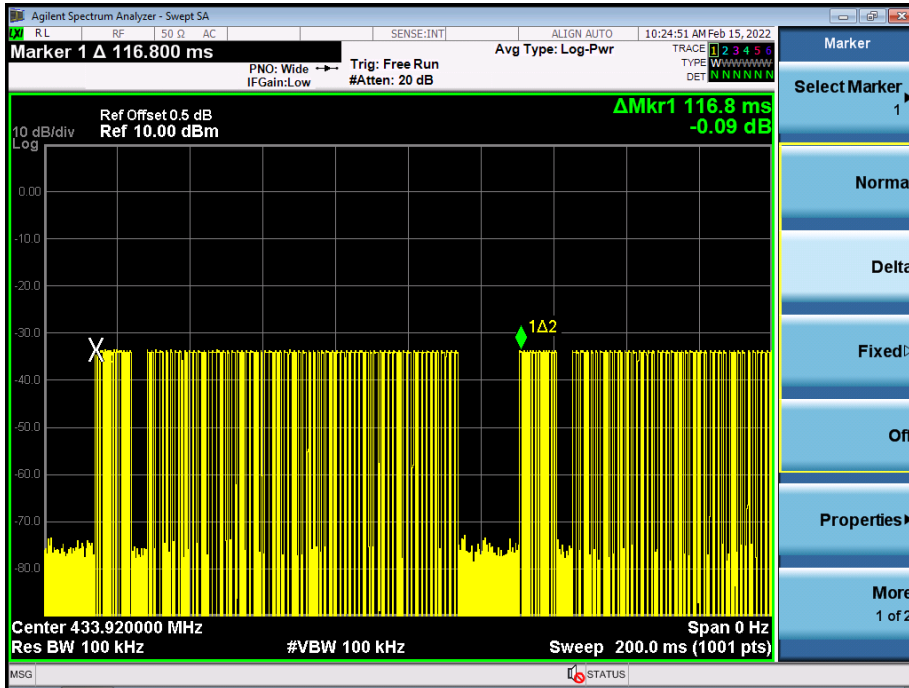 Agilent Spectrum Analyzer - Swept SA
LXI RL RF 50 Ω AC SENSE:INT ALIGN AUTO 10:24:51 AM Feb 15, 2022
Marker 1 Δ 116.800 ms
PNO: Wide
IFGain:Low
Trig: Free Run
#Atten: 20 dB
Avg Type: Log-Pwr
TRACE 1 2 3 4 5 6
TYPE WWWWWW
DET N N N N N N
Ref Offset 0.5 dB
10 dB/div Ref 10.00 dBm
Log
ΔMkr1 116.8 ms
-0.09 dB
0.00
-10.0
-20.0
-30.0
-40.0
-50.0
-60.0
-70.0
-80.0
X
1Δ2
Center 433.920000 MHz Span 0 Hz
Res BW 100 kHz #VBW 100 kHz Sweep 200.0 ms (1001 pts)
MSG STATUS
Marker
Select Marker
1
Norma
Delta
Fixed
Off
Properties
More
1 of 2